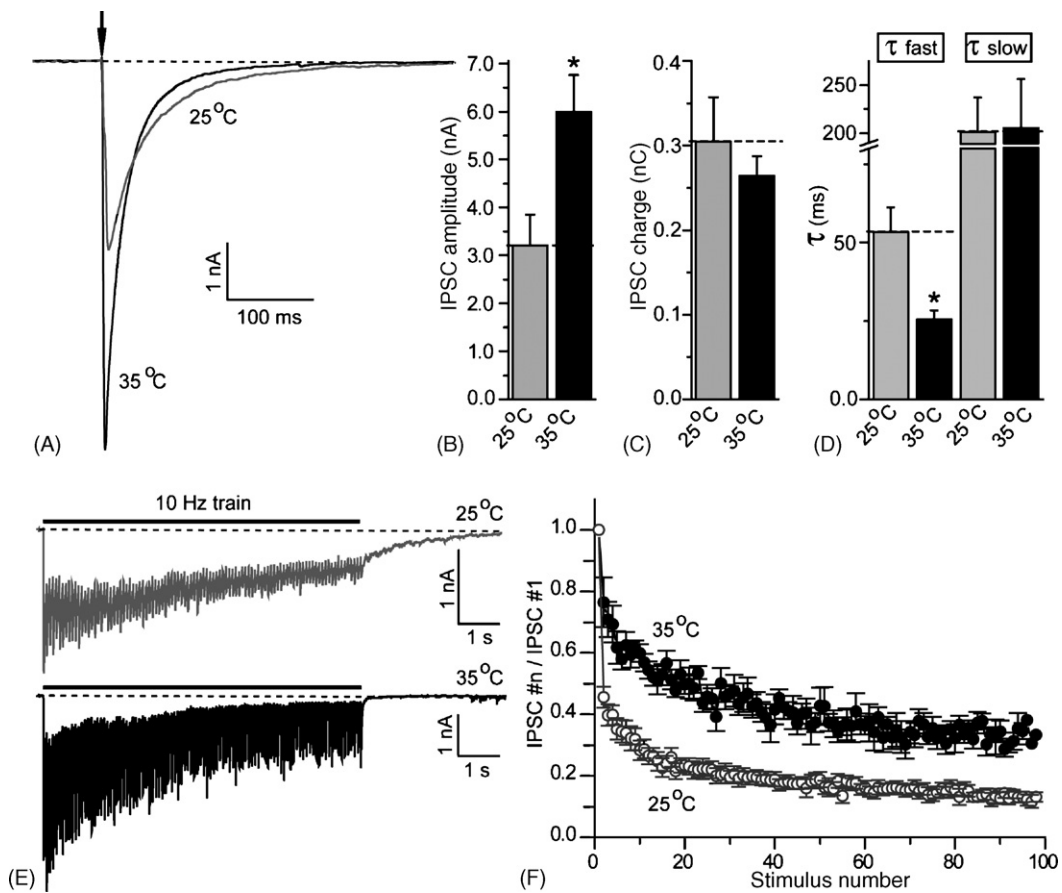 25°C
35°C
1 nA
100 ms
(A)
IPSC amplitude (nA)
7.0
6.0
5.0
4.0
3.0
2.0
1.0
0.0
*
25°C
35°C
(B)
IPSC charge (nC)
0.4
0.3
0.2
0.1
0.0
25°C
35°C
(C)
τ fast
τ slow
τ (ms)
250
200
50
0.0
*
25°C
35°C
25°C
35°C
(D)
10 Hz train
25°C
1 nA
1 s
35°C
1 nA
1 s
(E)
IPSC #n / IPSC #1
1.0
0.8
0.6
0.4
0.2
0.0
35°C
25°C
0
20
40
60
80
100
Stimulus number
(F)